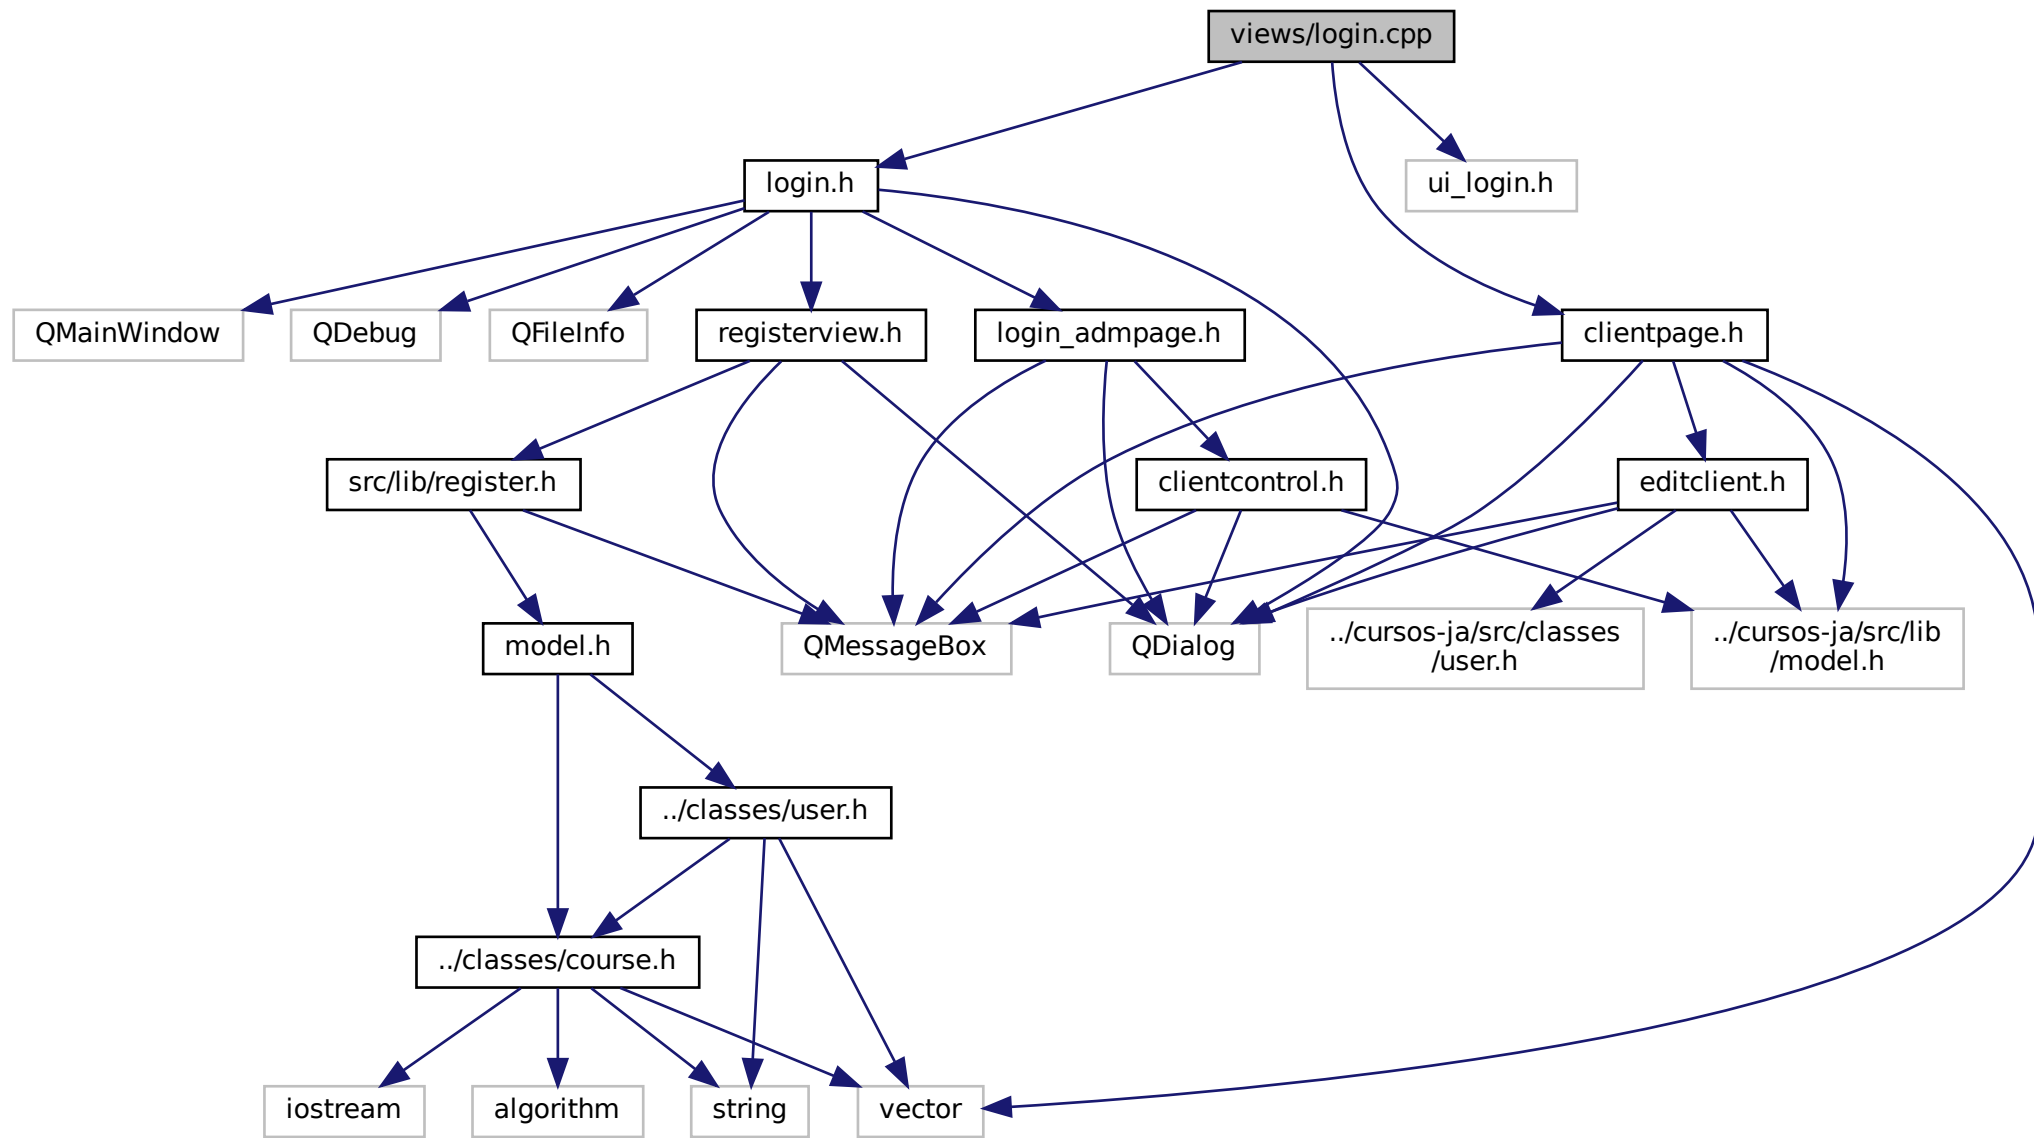 views/login.cpp
login.h
ui_login.h
QMainWindow
QDebug
QFileInfo
registerview.h
login_admpage.h
clientpage.h
src/lib/register.h
clientcontrol.h
editclient.h
model.h
QMessageBox
QDialog
../cursos-ja/src/classes
/user.h
../cursos-ja/src/lib
/model.h
../classes/user.h
../classes/course.h
iostream
algorithm
string
vector